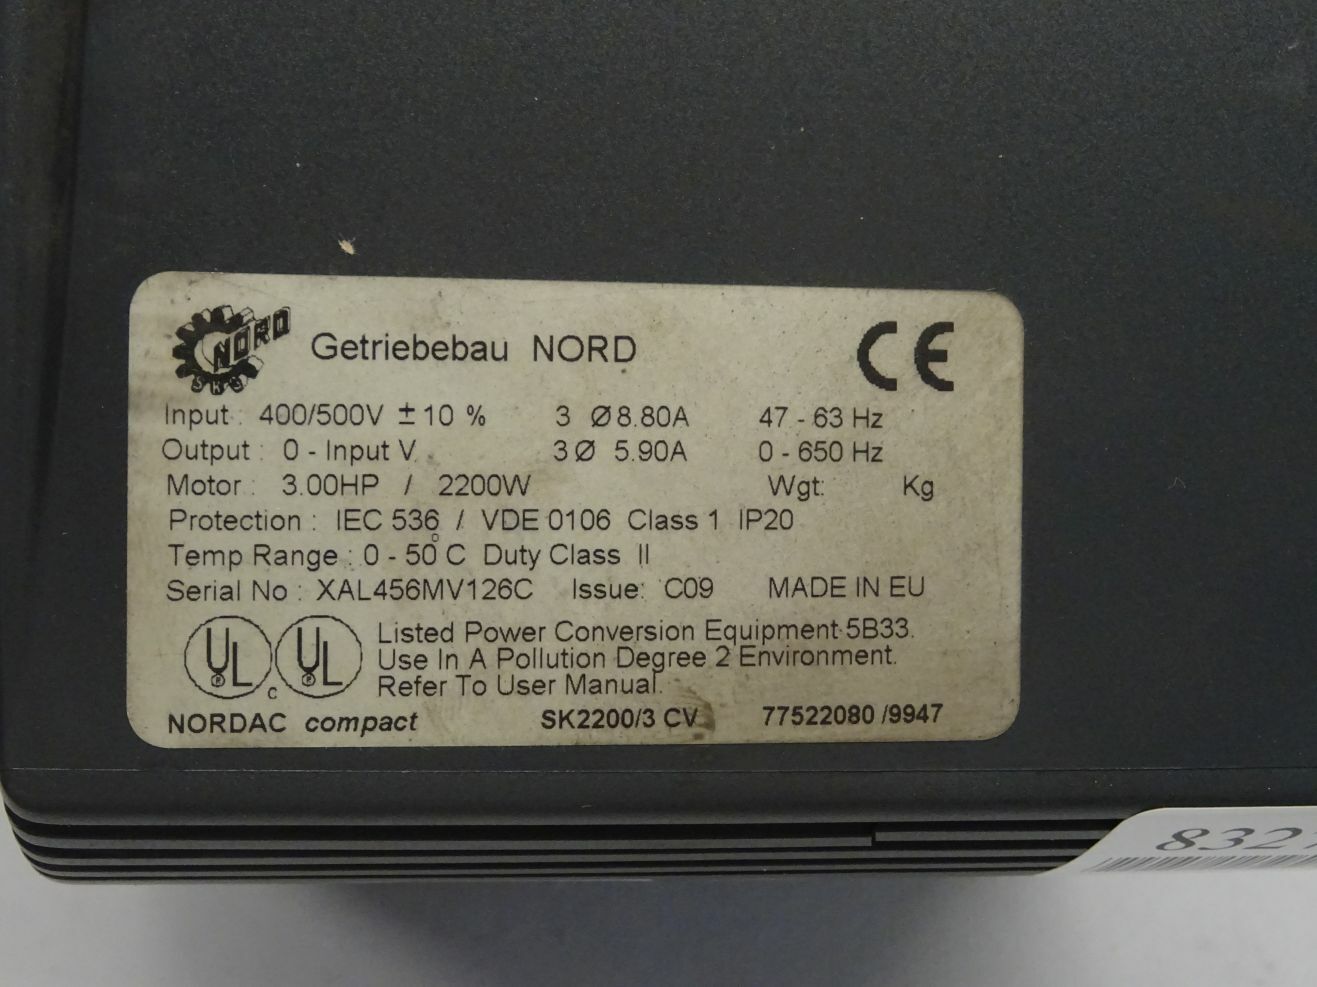 NORD
SKG
Getriebebau NORD
CE
Input : 400/500V ±10 % 3 Ø8.80A 47 - 63 Hz
Output : 0 - Input V 3Ø 5.90A 0 - 650 Hz
Motor : 3.00HP / 2200W Wgt: Kg
Protection : IEC 536 / VDE 0106 Class 1 IP20
Temp Range : 0 - 50°C Duty Class II
Serial No : XAL456MV126C Issue: C09 MADE IN EU
UL c UL
Listed Power Conversion Equipment 5B33.
Use In A Pollution Degree 2 Environment.
Refer To User Manual.
NORDAC compact SK2200/3 CV 77522080 /9947